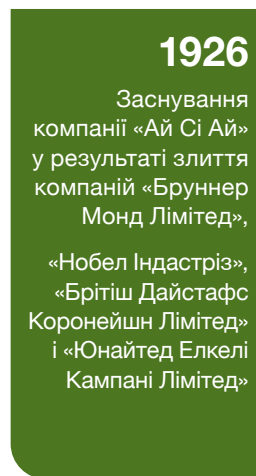 1926
Заснування
компанії «Ай Сі Ай»
у результаті злиття
компаній «Бруннер
Монд Лімітед»,
«Нобел Індастріз»,
«Брітіш Дайстафс
Коронейшн Лімітед»
і «Юнайтед Елкелі
Кампані Лімітед»